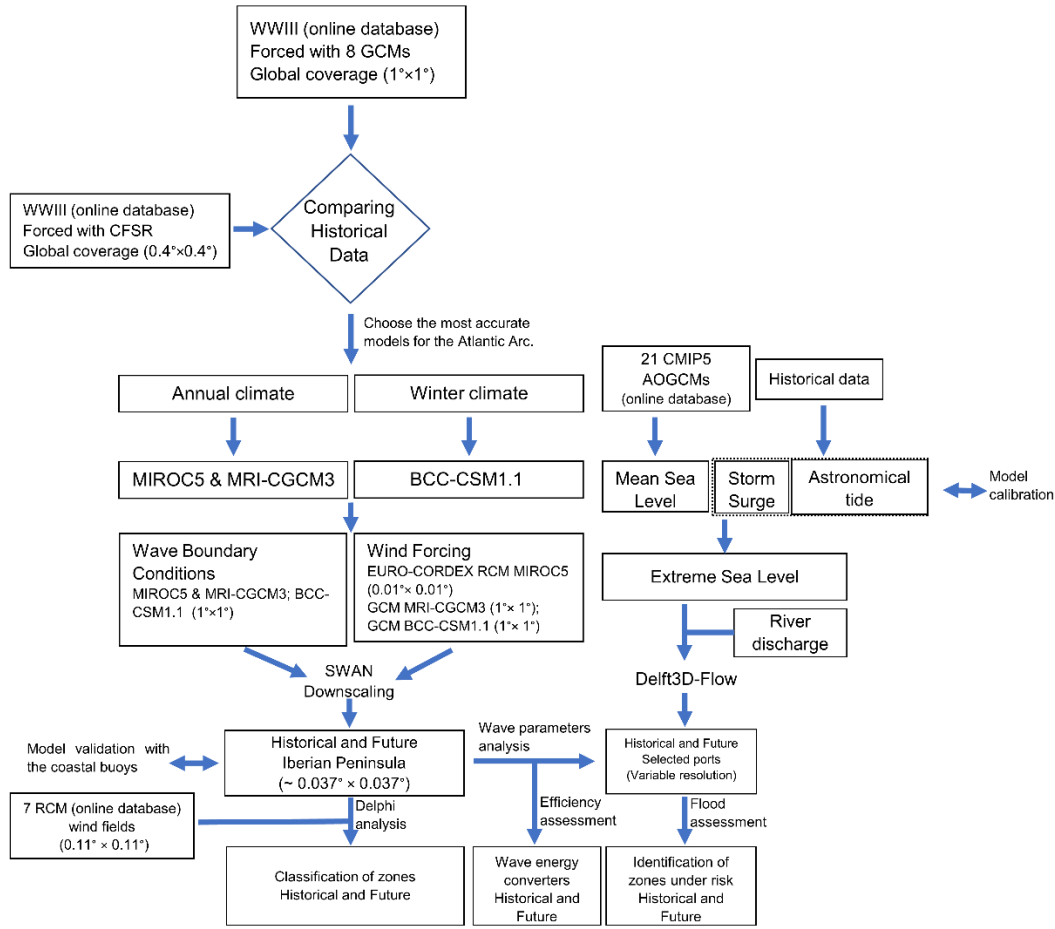 WWIII (online database)
Forced with 8 GCMs
Global coverage (1°×1°)
WWIII (online database)
Forced with CFSR
Global coverage (0.4°×0.4°)
Comparing
Historical
Data
Choose the most accurate
models for the Atlantic Arc.
21 CMIP5
AOGCMs
(online database)
Historical data
Annual climate
Winter climate
MIROC5 & MRI-CGCM3
BCC-CSM1.1
Mean Sea
Level
Storm
Surge
Astronomical
tide
Model
calibration
Wave Boundary
Conditions
MIROC5 & MRI-CGCM3; BCC-
CSM1.1 (1°×1°)
Wind Forcing
EURO-CORDEX RCM MIROC5
(0.01°× 0.01°)
GCM MRI-CGCM3 (1°× 1°);
GCM BCC-CSM1.1 (1°× 1°)
Extreme Sea Level
River
discharge
SWAN
Downscaling
Delft3D-Flow
Model validation with
the coastal buoys
Historical and Future
Iberian Peninsula
(~ 0.037° × 0.037°)
Wave parameters
analysis
Historical and Future
Selected ports
(Variable resolution)
7 RCM (online database)
wind fields
(0.11° × 0.11°)
Delphi
analysis
Efficiency
assessment
Flood
assessment
Classification of zones
Historical and Future
Wave energy
converters
Historical and
Future
Identification of
zones under risk
Historical and
Future